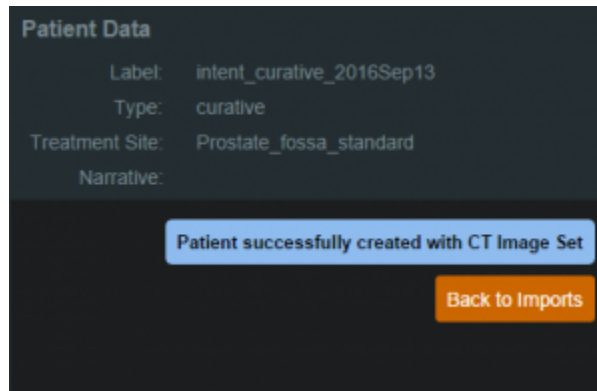 Patient Data
Label: intent_curative_2016Sep13
Type: curative
Treatment Site: Prostate_fossa_standard
Narrative:
Patient successfully created with CT Image Set
Back to Imports